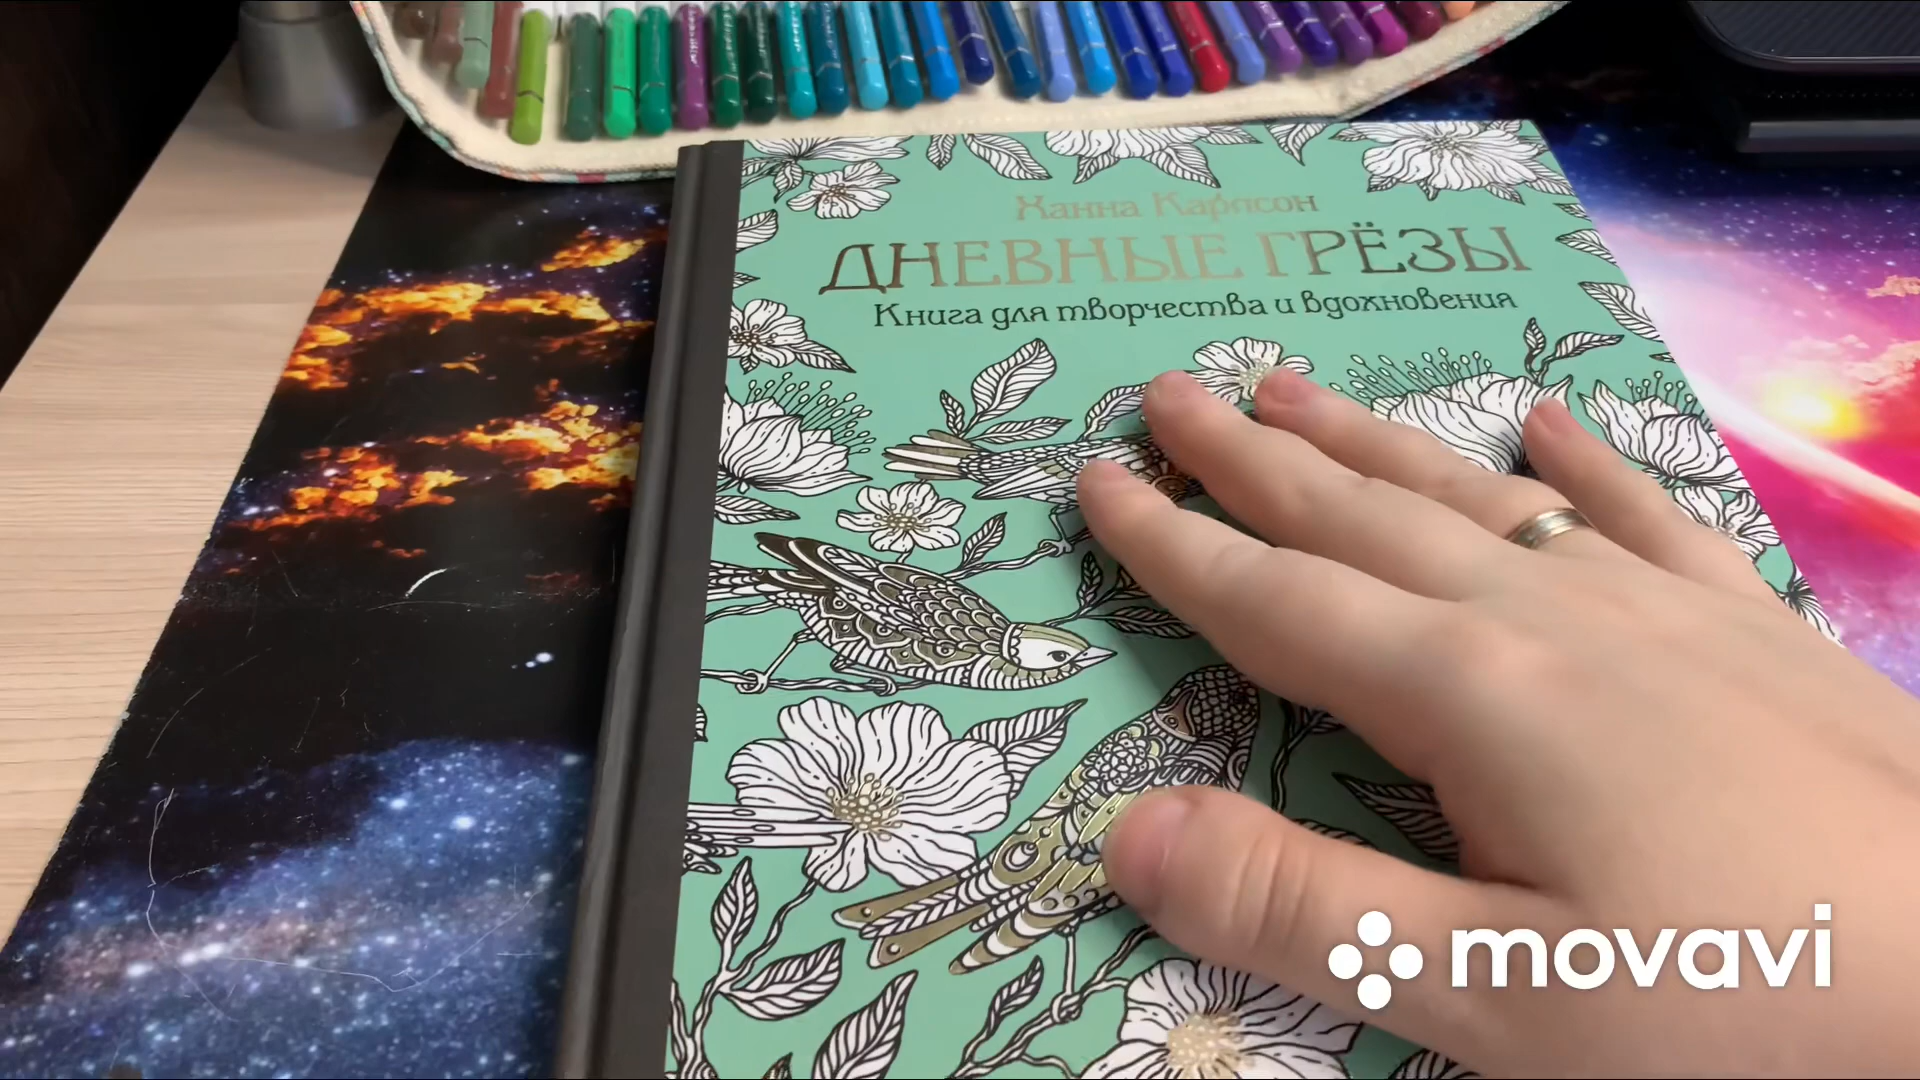 Ханна Карлсон
ДНЕВНЫЕ ГРЁЗЫ
Книга для творчества и вдохновения
movavi